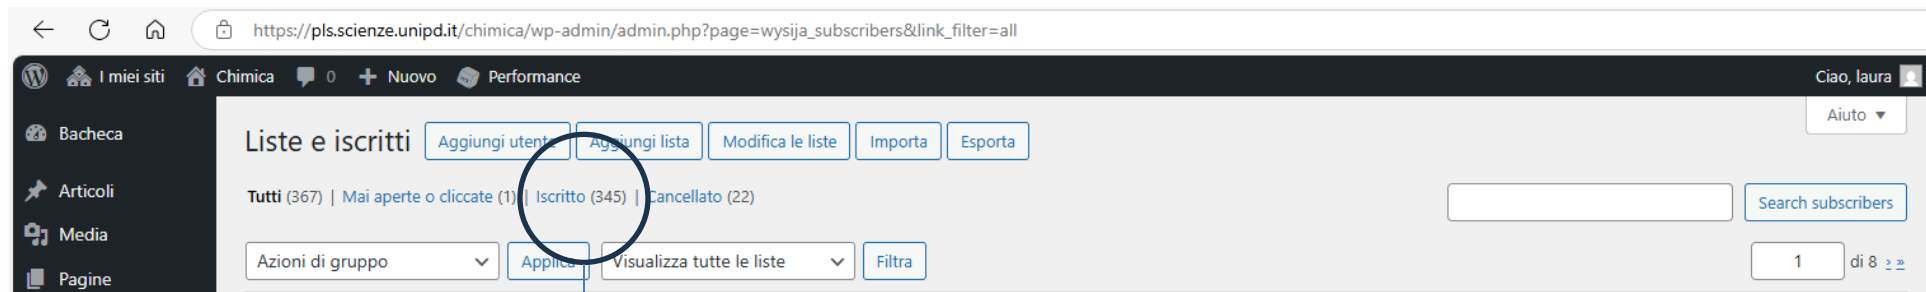 https://pls.scienze.unipd.it/chimica/wp-admin/admin.php?page=wysija_subscribers&link_filter=all
I miei siti Chimica 0 Nuovo Performance Ciao, laura
Aiuto ▼
Bacheca
Liste e iscritti Aggiungi utente Aggiungi lista Modifica le liste Importa Esporta
Articoli
Tutti (367) | Mai aperte o cliccate (1) | Iscritto (345) | Cancellato (22)
Search subscribers
Media
Azioni di gruppo Applica Visualizza tutte le liste Filtra
1 di 8 › »
Pagine